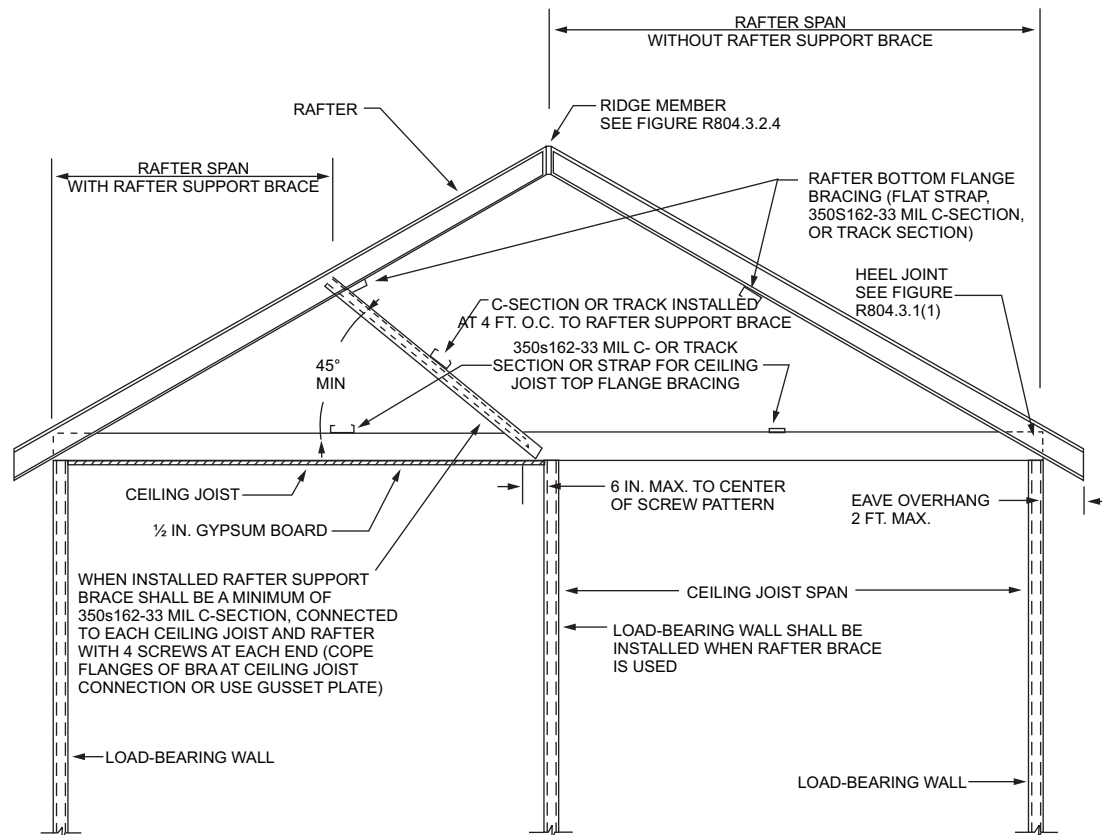 RAFTER SPAN
WITHOUT RAFTER SUPPORT BRACE
RAFTER
RIDGE MEMBER
SEE FIGURE R804.3.2.4
RAFTER SPAN
WITH RAFTER SUPPORT BRACE
RAFTER BOTTOM FLANGE
BRACING (FLAT STRAP,
350S162-33 MIL C-SECTION,
OR TRACK SECTION)
HEEL JOINT
SEE FIGURE
R804.3.1(1)
C-SECTION OR TRACK INSTALLED
AT 4 FT. O.C. TO RAFTER SUPPORT BRACE
350s162-33 MIL C- OR TRACK
SECTION OR STRAP FOR CEILING
JOIST TOP FLANGE BRACING
45°
MIN
CEILING JOIST
½ IN. GYPSUM BOARD
6 IN. MAX. TO CENTER
OF SCREW PATTERN
EAVE OVERHANG
2 FT. MAX.
WHEN INSTALLED RAFTER SUPPORT
BRACE SHALL BE A MINIMUM OF
350s162-33 MIL C-SECTION, CONNECTED
TO EACH CEILING JOIST AND RAFTER
WITH 4 SCREWS AT EACH END (COPE
FLANGES OF BRAAT CEILING JOIST
CONNECTION OR USE GUSSET PLATE)
CEILING JOIST SPAN
LOAD-BEARING WALL SHALL BE
INSTALLED WHEN RAFTER BRACE
IS USED
LOAD-BEARING WALL
LOAD-BEARING WALL